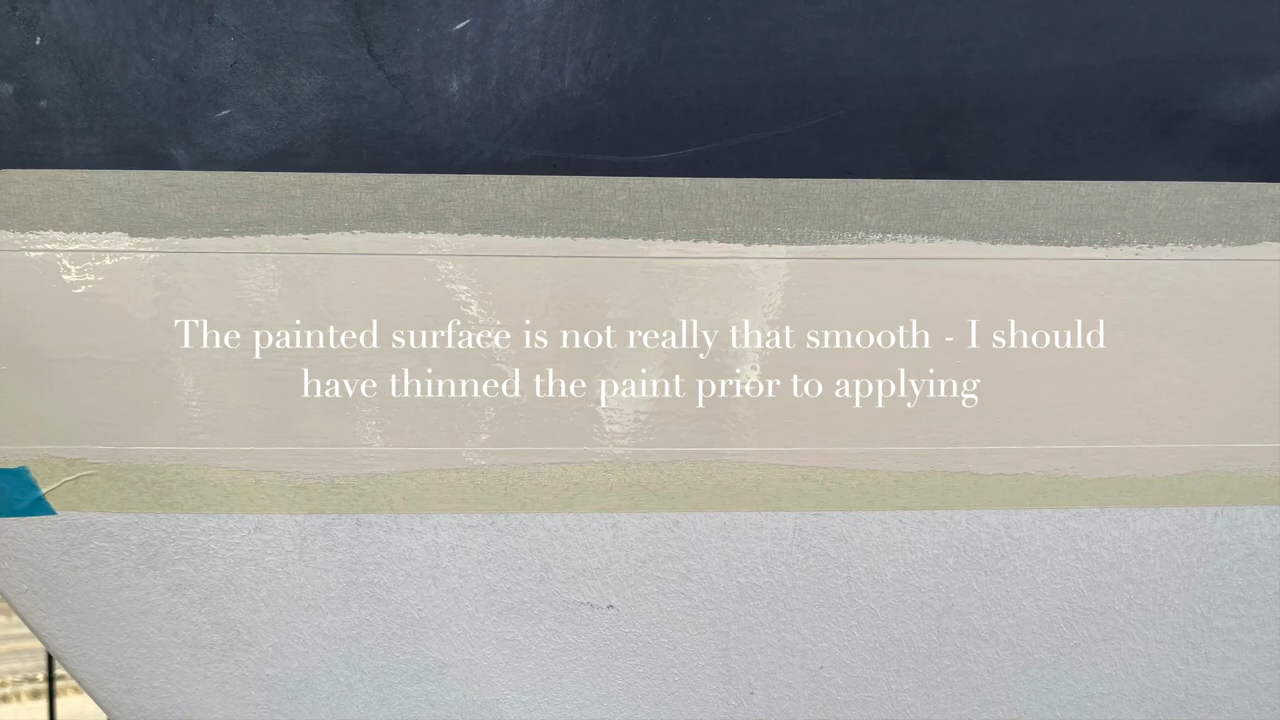 The painted surface is not really that smooth - I should
have thinned the paint prior to applying